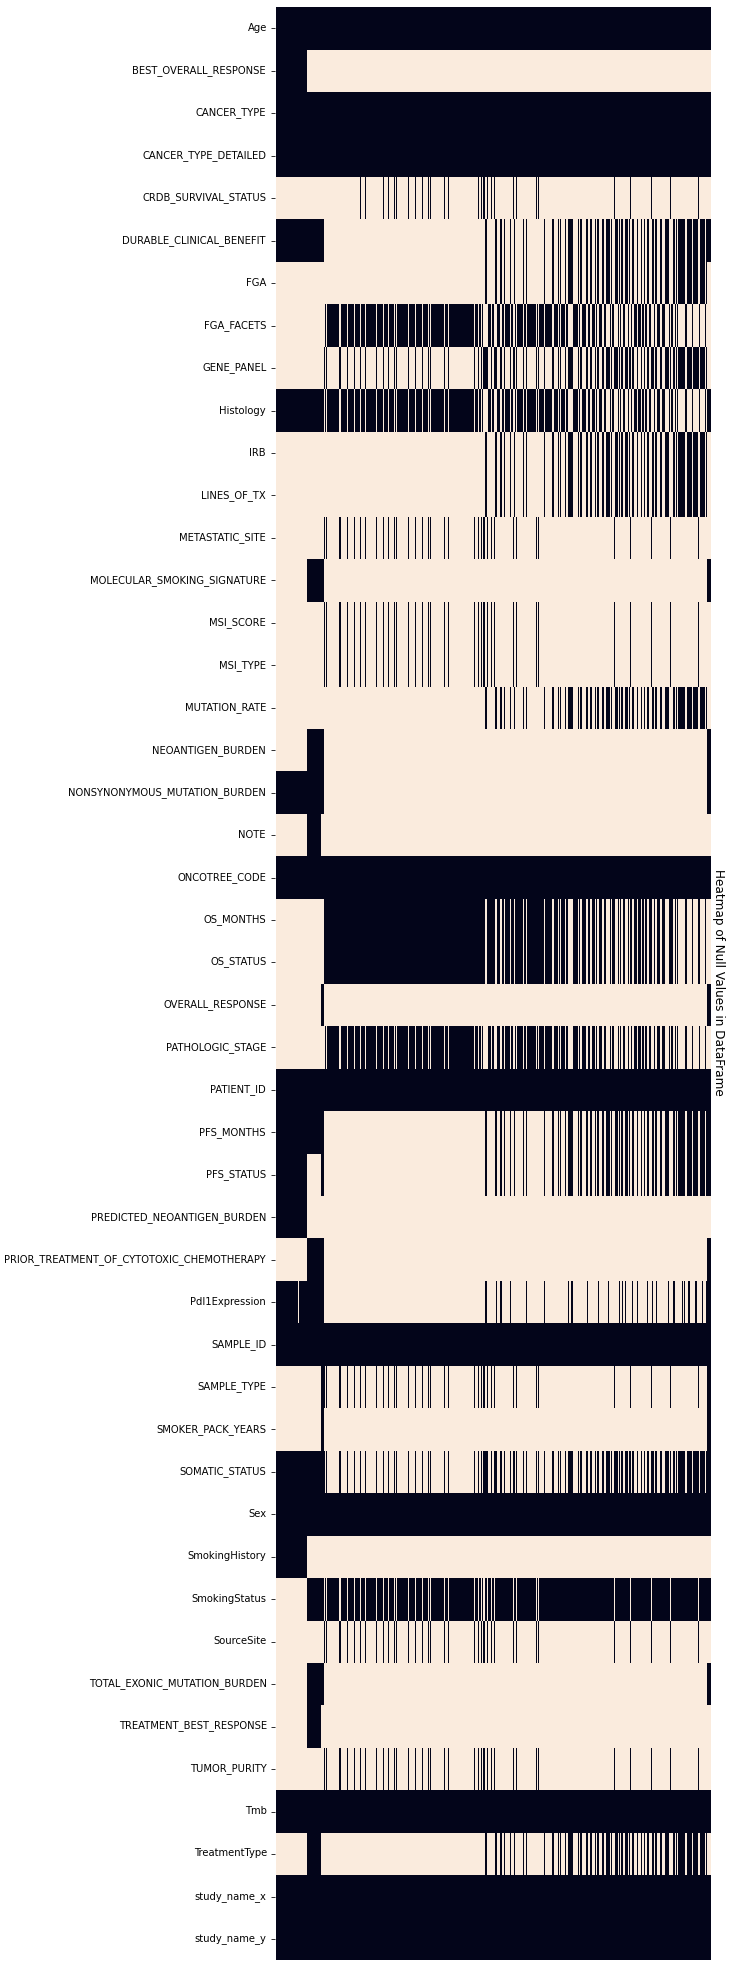 Age
BEST_OVERALL_RESPONSE
CANCER_TYPE
CANCER_TYPE_DETAILED
CRDB_SURVIVAL_STATUS
DURABLE_CLINICAL_BENEFIT
FGA
FGA_FACETS
GENE_PANEL
Histology
IRB
LINES_OF_TX
METASTATIC_SITE
MOLECULAR_SMOKING_SIGNATURE
MSI_SCORE
MSI_TYPE
MUTATION_RATE
NEOANTIGEN_BURDEN
NONSYNONYMOUS_MUTATION_BURDEN
NOTE
ONCOTREE_CODE
OS_MONTHS
OS_STATUS
OVERALL_RESPONSE
PATHOLOGIC_STAGE
PATIENT_ID
PFS_MONTHS
PFS_STATUS
PREDICTED_NEOANTIGEN_BURDEN
PRIOR_TREATMENT_OF_CYTOTOXIC_CHEMOTHERAPY
Pdl1Expression
SAMPLE_ID
SAMPLE_TYPE
SMOKER_PACK_YEARS
SOMATIC_STATUS
Sex
SmokingHistory
SmokingStatus
SourceSite
TOTAL_EXONIC_MUTATION_BURDEN
TREATMENT_BEST_RESPONSE
TUMOR_PURITY
Tmb
TreatmentType
study_name_x
study_name_y
Heatmap of Null Values in DataFrame